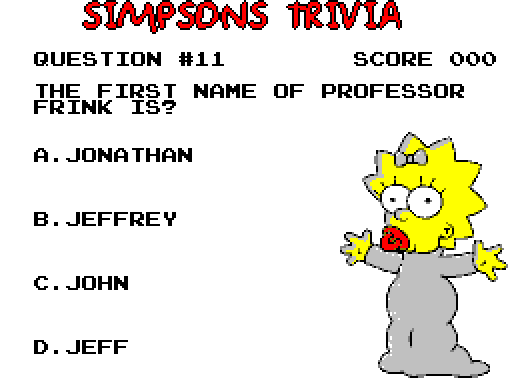 SIMPSONS TRIVIA
QUESTION #11 SCORE 000
THE FIRST NAME OF PROFESSOR
FRINK IS?
A.JONATHAN
B.JEFFREY
C.JOHN
D.JEFF